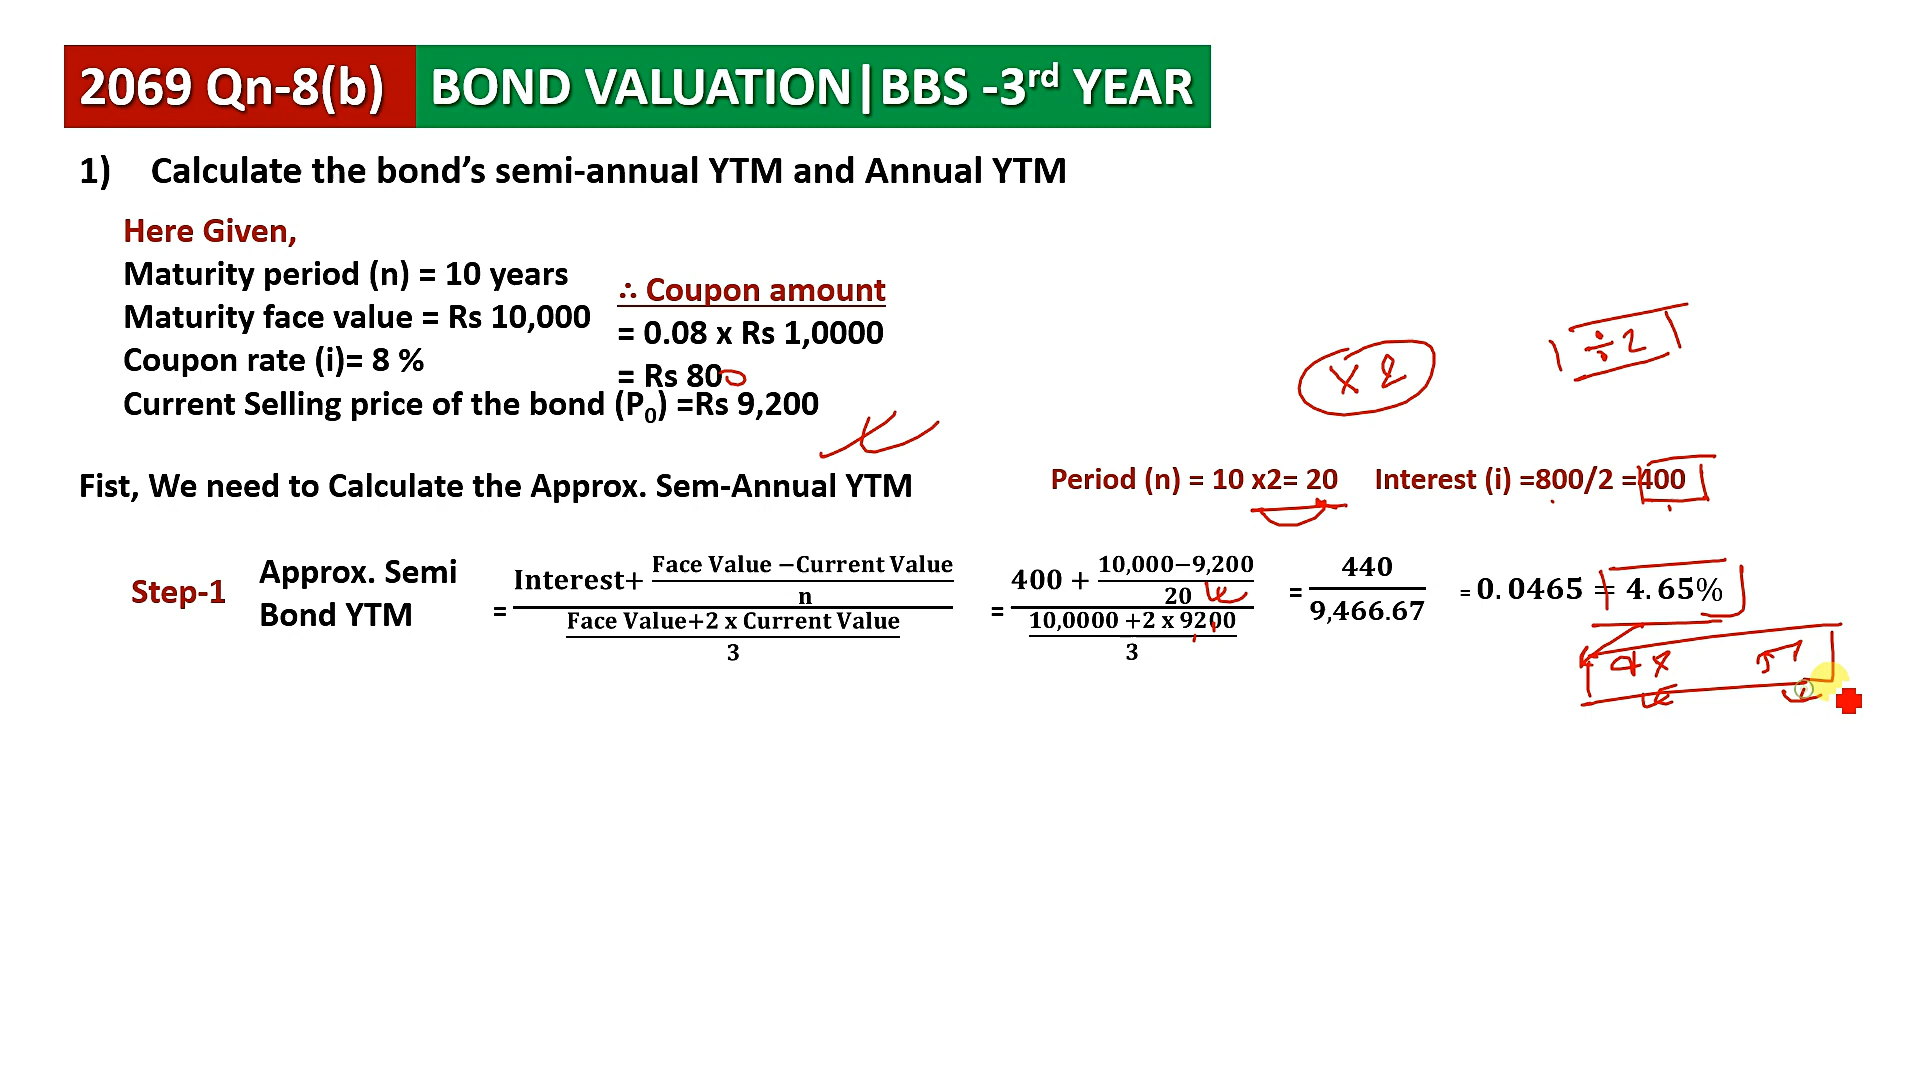 2069 Qn-8(b) BOND VALUATION|BBS -3rd YEAR
1) Calculate the bond’s semi-annual YTM and Annual YTM
Here Given,
Maturity period (n) = 10 years
Maturity face value = Rs 10,000
Coupon rate (i)= 8 %
Current Selling price of the bond (P0) =Rs 9,200
∴ Coupon amount
= 0.08 x Rs 1,0000
= Rs 800
x 2
÷2
Fist, We need to Calculate the Approx. Sem-Annual YTM
Period (n) = 10 x2= 20 Interest (i) =800/2 =400
Step-1
Approx. Semi
Bond YTM
= Interest+ Face Value −Current Value
n
Face Value+2 x Current Value
3
= 400 + 10,000−9,200
20
10,0000 +2 x 9200
3
= 440
9,466.67
= 0.0465 = 4.65%